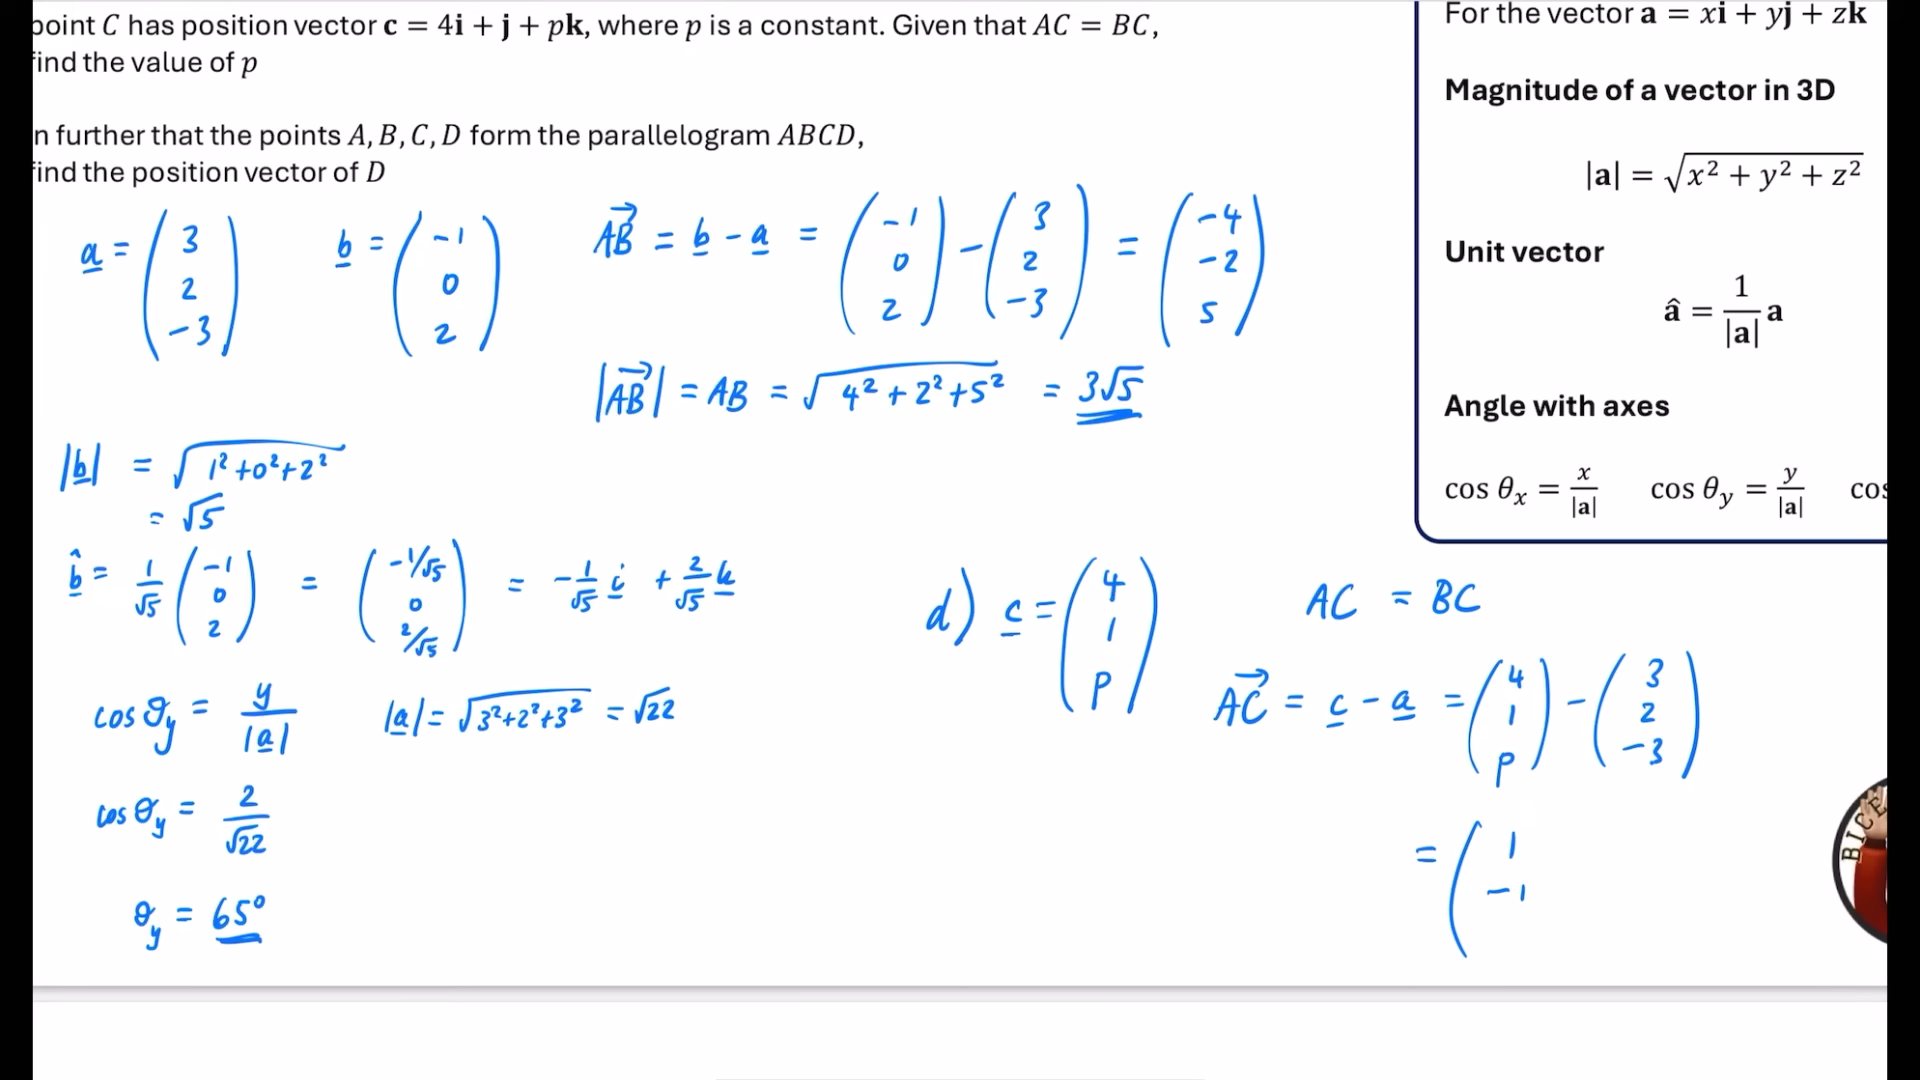 point C has position vector c = 4i + j + pk, where p is a constant. Given that AC = BC,
find the value of p
n further that the points A, B, C, D form the parallelogram ABCD,
find the position vector of D
a = (3 2 -3) b = (-1 0 2) AB→ = b - a = (-1 0 2) - (3 2 -3) = (-4 -2 5)
|AB→| = AB = √(4² + 2² + 5²) = 3√5
|b| = √(1² + 0² + 2²)
= √5
b̂ = 1/√5 (-1 0 2) = (-1/√5 0 2/√5) = -1/√5 i + 2/√5 k
cos θy = y/|a| |a| = √(3² + 2² + 3²) = √22
cos θy = 2/√22
θy = 65°
d) c = (4 1 p) AC = BC
AC→ = c - a = (4 1 p) - (3 2 -3)
= (1 -1
For the vector a = xi + yj + zk
Magnitude of a vector in 3D
|a| = √(x² + y² + z²)
Unit vector
â = 1/|a| a
Angle with axes
cos θx = x/|a| cos θy = y/|a| cos
BICE